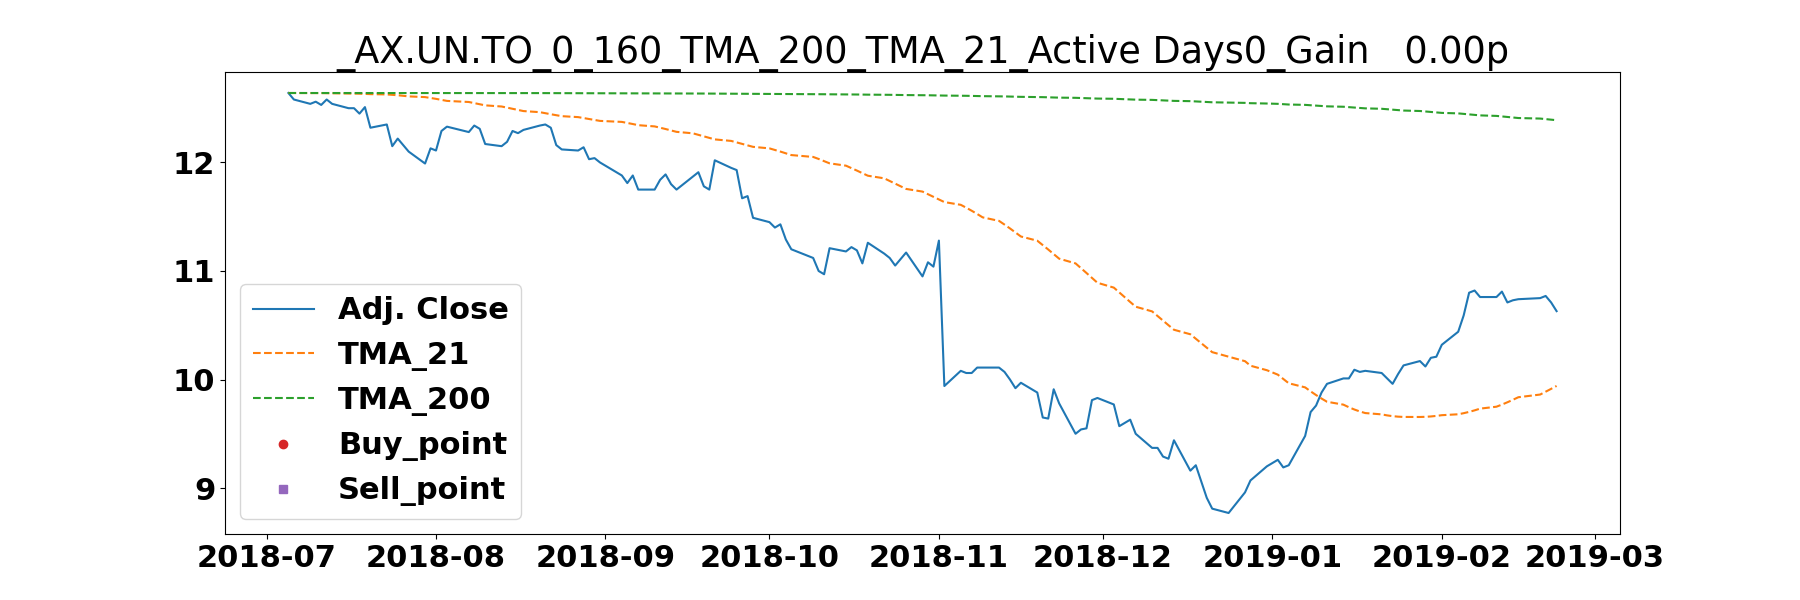 _AX.UN.TO_0_160_TMA_200_TMA_21_Active Days0_Gain   0.00p
12
11
10
9
Adj. Close
TMA_21
TMA_200
Buy_point
Sell_point
2018-07 2018-08 2018-09 2018-10 2018-11 2018-12 2019-01 2019-02 2019-03